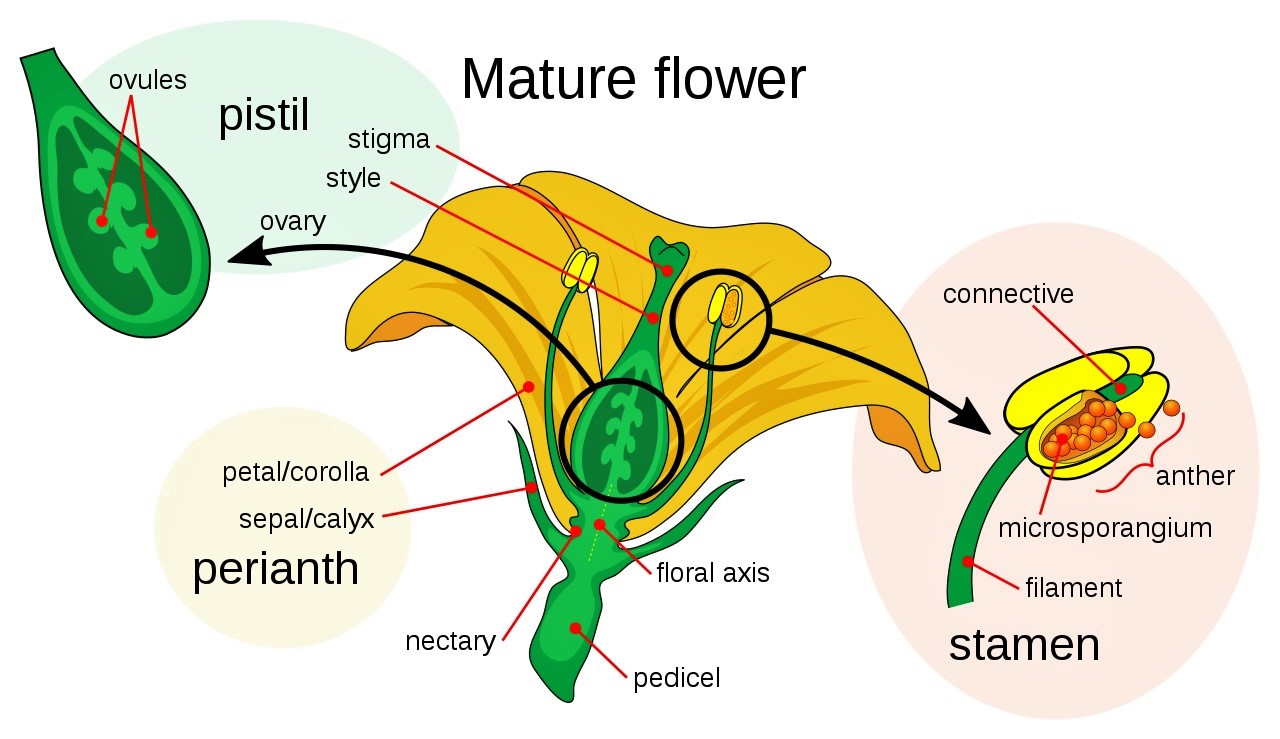 Mature flower
ovules
pistil
stigma
style
ovary
petal/corolla
sepal/calyx
perianth
nectary
floral axis
pedicel
connective
anther
microsporangium
filament
stamen